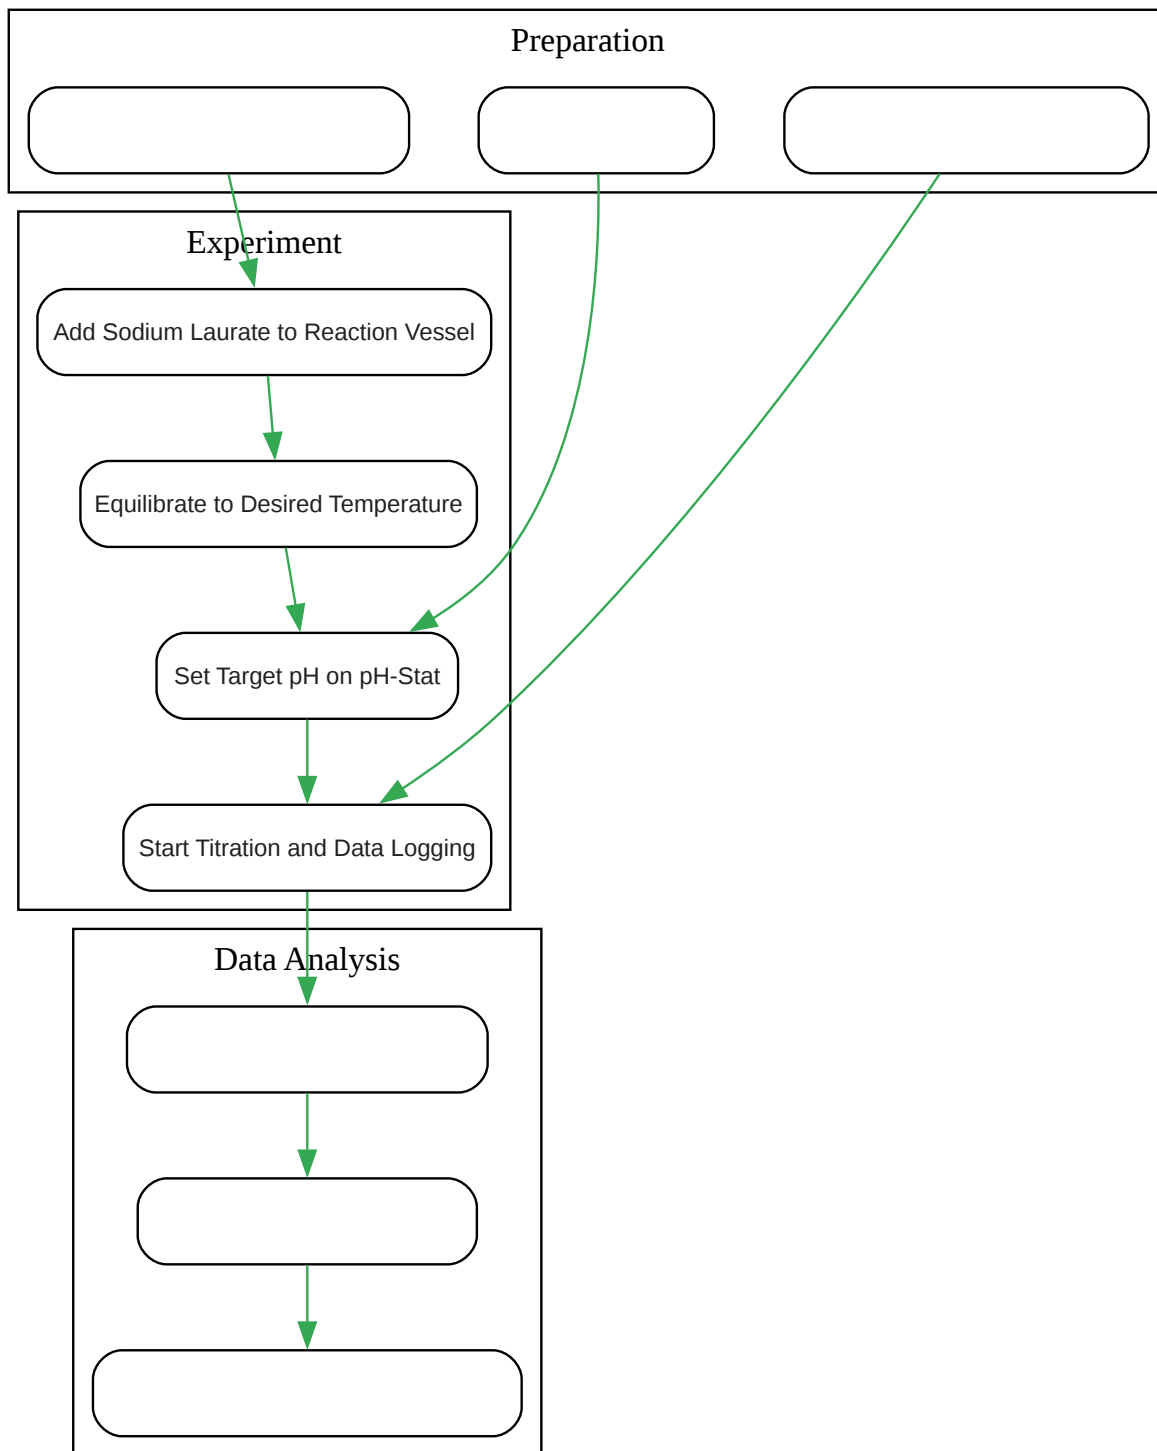 Preparation
Experiment
Add Sodium Laurate to Reaction Vessel
Equilibrate to Desired Temperature
Set Target pH on pH-Stat
Start Titration and Data Logging
Data Analysis